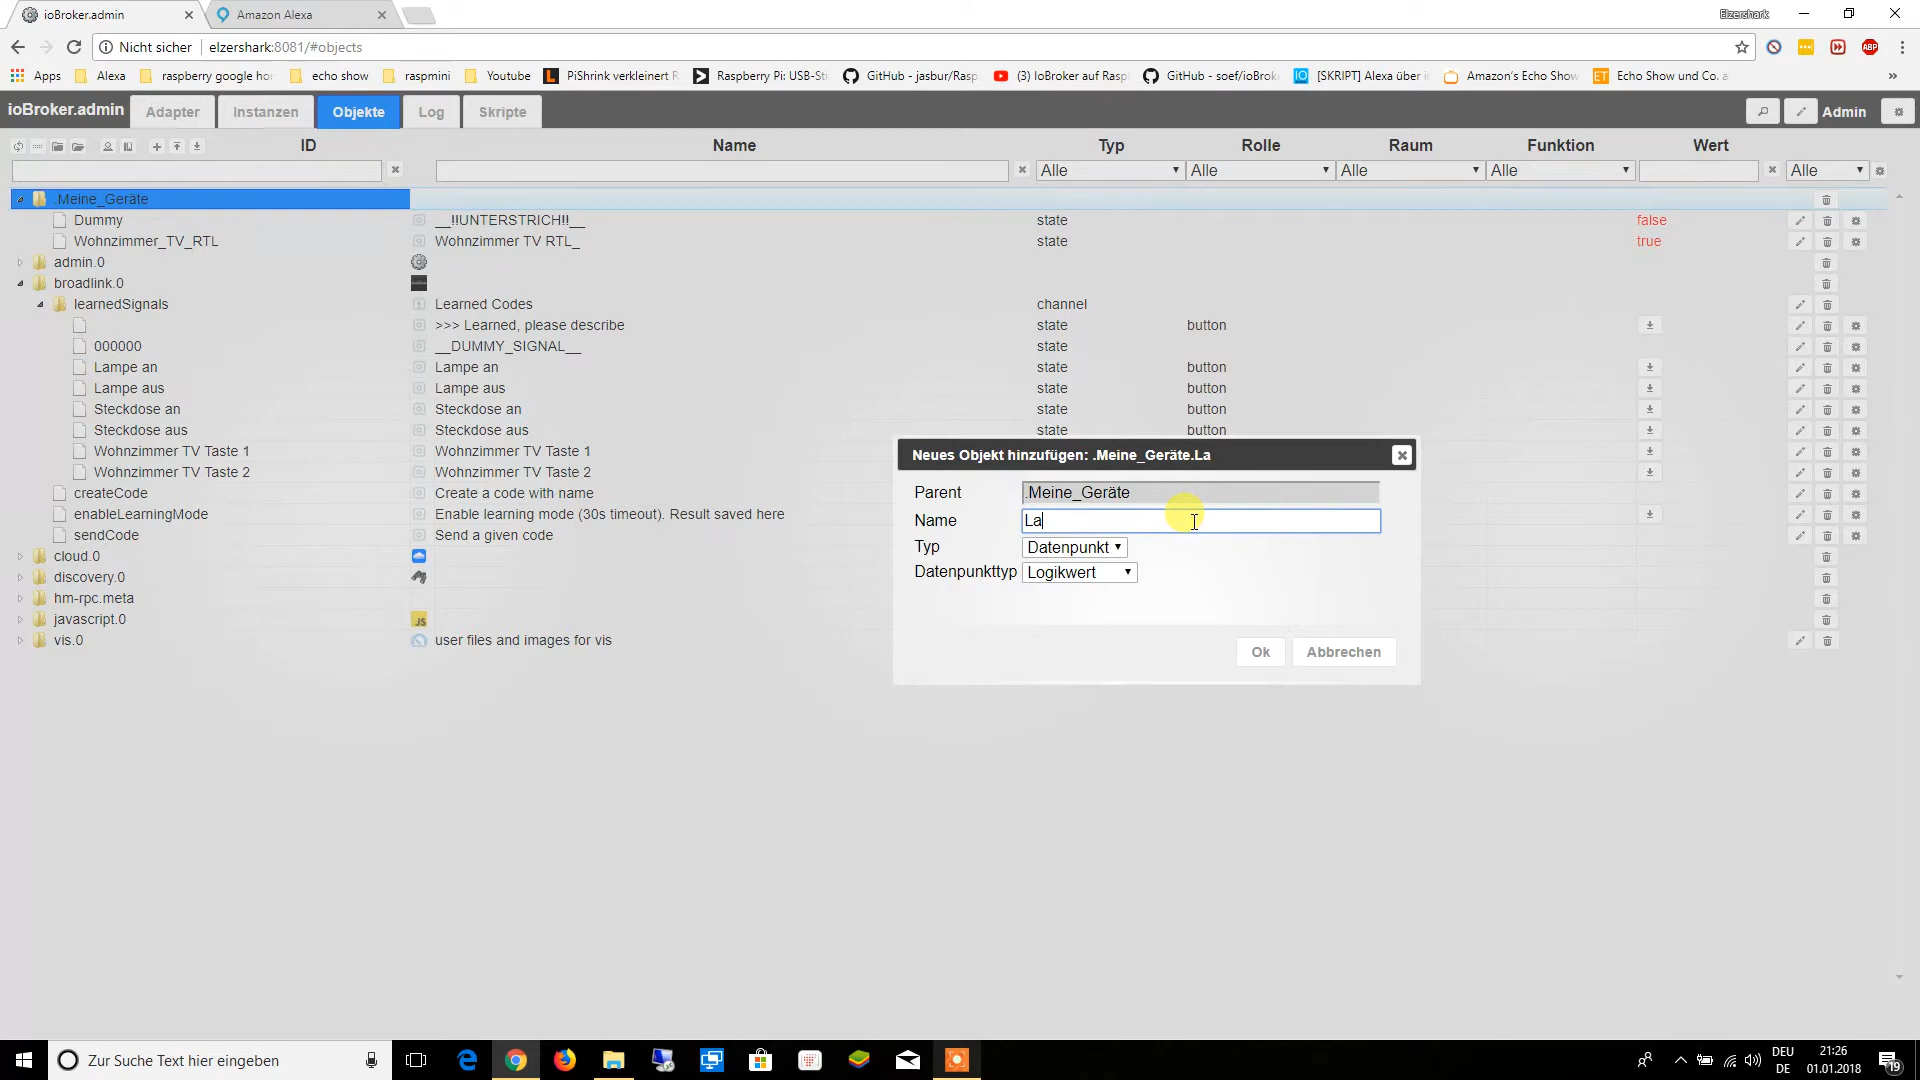 ioBroker.admin
Amazon Alexa
Elzershark
Nicht sicher
elzershark:8081/#objects
Apps
Alexa
raspberry google hor
echo show
raspmini
Youtube
PiShrink verkleinert R
Raspberry Pi: USB-Sti
GitHub - jasbur/Rasp
(3) IoBroker auf Rasp
GitHub - soef/ioBrok
[SKRIPT] Alexa über i
Amazon's Echo Show
Echo Show und Co. a
ioBroker.admin
Adapter
Instanzen
Objekte
Log
Skripte
Admin
ID
Name
Typ
Rolle
Raum
Funktion
Wert
Alle
Alle
Alle
Alle
Alle
.Meine_Geräte
Dummy
__!!UNTERSTRICH!!__
state
false
Wohnzimmer_TV_RTL
Wohnzimmer TV RTL_
state
true
admin.0
broadlink.0
learnedSignals
Learned Codes
channel
>>> Learned, please describe
state
button
000000
__DUMMY_SIGNAL__
state
Lampe an
Lampe an
state
button
Lampe aus
Lampe aus
state
button
Steckdose an
Steckdose an
state
button
Steckdose aus
Steckdose aus
state
button
Wohnzimmer TV Taste 1
Wohnzimmer TV Taste 1
Wohnzimmer TV Taste 2
Wohnzimmer TV Taste 2
createCode
Create a code with name
enableLearningMode
Enable learning mode (30s timeout). Result saved here
sendCode
Send a given code
cloud.0
discovery.0
hm-rpc.meta
javascript.0
JS
vis.0
user files and images for vis
Neues Objekt hinzufügen: .Meine_Geräte.La
Parent
.Meine_Geräte
Name
La
Typ
Datenpunkt
Datenpunkttyp
Logikwert
Ok
Abbrechen
Zur Suche Text hier eingeben
DEU
DE
21:26
01.01.2018
19